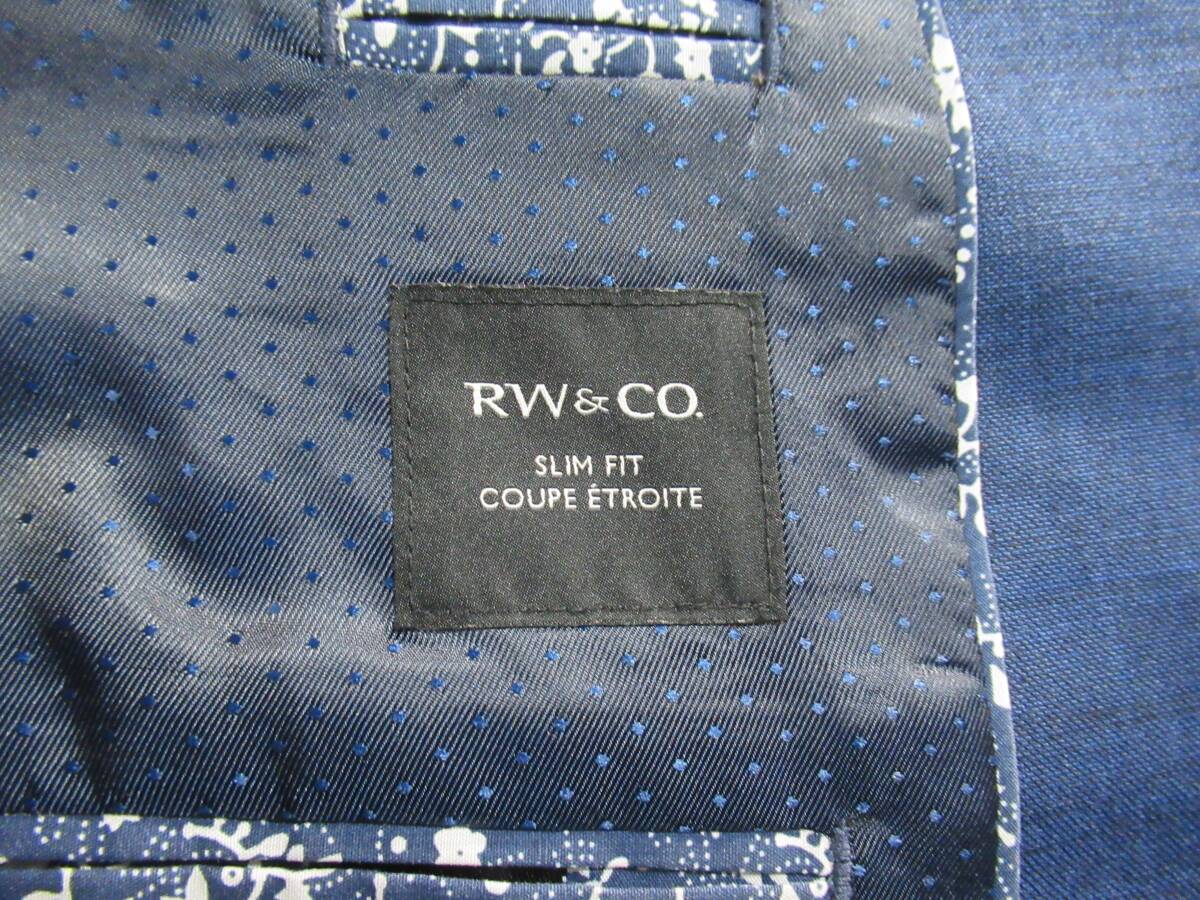 RW & CO.
SLIM FIT
COUPE ÉTROITE